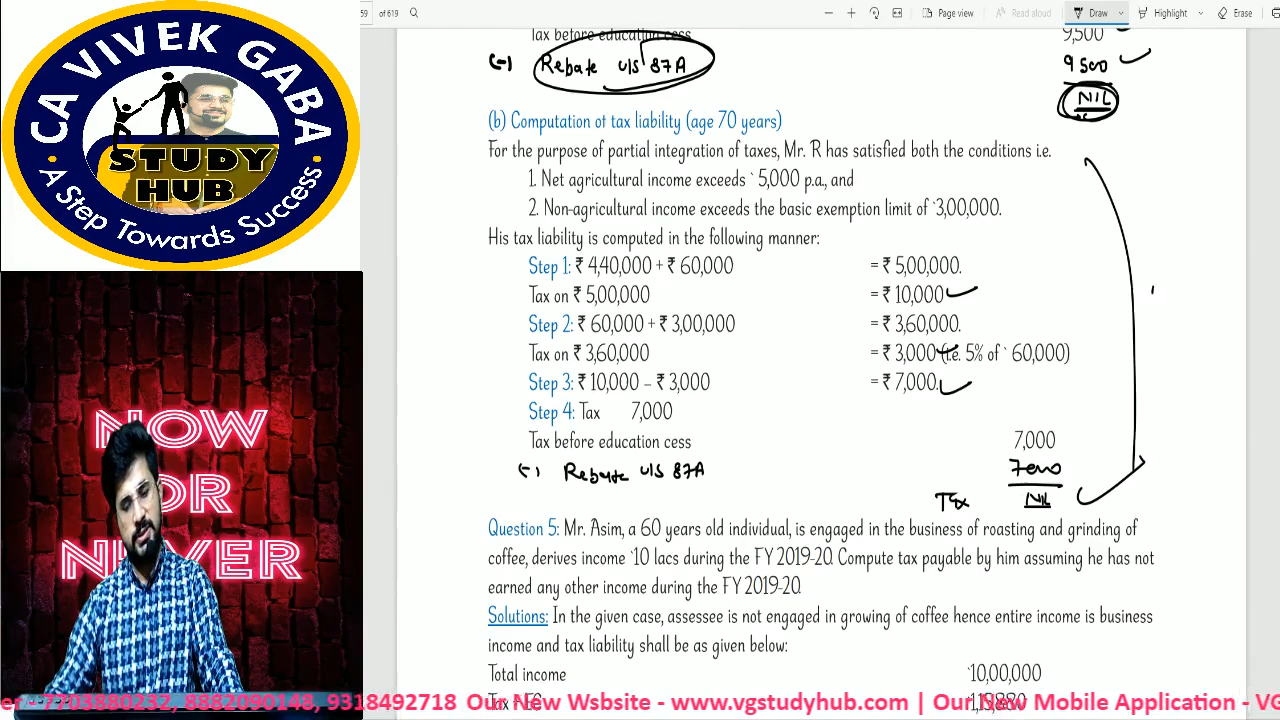 CA VIVEK GABA
STUDY
HUB
A Step Towards Success
NOW
OR
NEVER
59
of 619
Page view
Read aloud
Draw
Highlight
Erase
Tax before education cess 9,500
(-) Rebate u/s 87A 9500
NIL
(b) Computation of tax liability (age 70 years)
For the purpose of partial integration of taxes, Mr. R has satisfied both the conditions i.e.
1. Net agricultural income exceeds ` 5,000 p.a., and
2. Non-agricultural income exceeds the basic exemption limit of `3,00,000.
His tax liability is computed in the following manner:
Step 1: ₹ 4,40,000 + ₹ 60,000 = ₹ 5,00,000.
Tax on ₹ 5,00,000 = ₹ 10,000
Step 2: ₹ 60,000 + ₹ 3,00,000 = ₹ 3,60,000.
Tax on ₹ 3,60,000 = ₹ 3,000 (i.e. 5% of ` 60,000)
Step 3: ₹ 10,000 – ₹ 3,000 = ₹ 7,000.
Step 4: Tax 7,000
Tax before education cess 7,000
(-) Rebate u/s 87A 7000
Tax NIL
Question 5: Mr. Asim, a 60 years old individual, is engaged in the business of roasting and grinding of
coffee, derives income `10 lacs during the FY 2019-20. Compute tax payable by him assuming he has not
earned any other income during the FY 2019-20.
Solutions: In the given case, assessee is not engaged in growing of coffee hence entire income is business
income and tax liability shall be as given below:
Total income `10,00,000
7703880232, 8882090148, 9318492718 Our New Wsbsite - www.vgstudyhub.com | Our New Mobile Application - VG